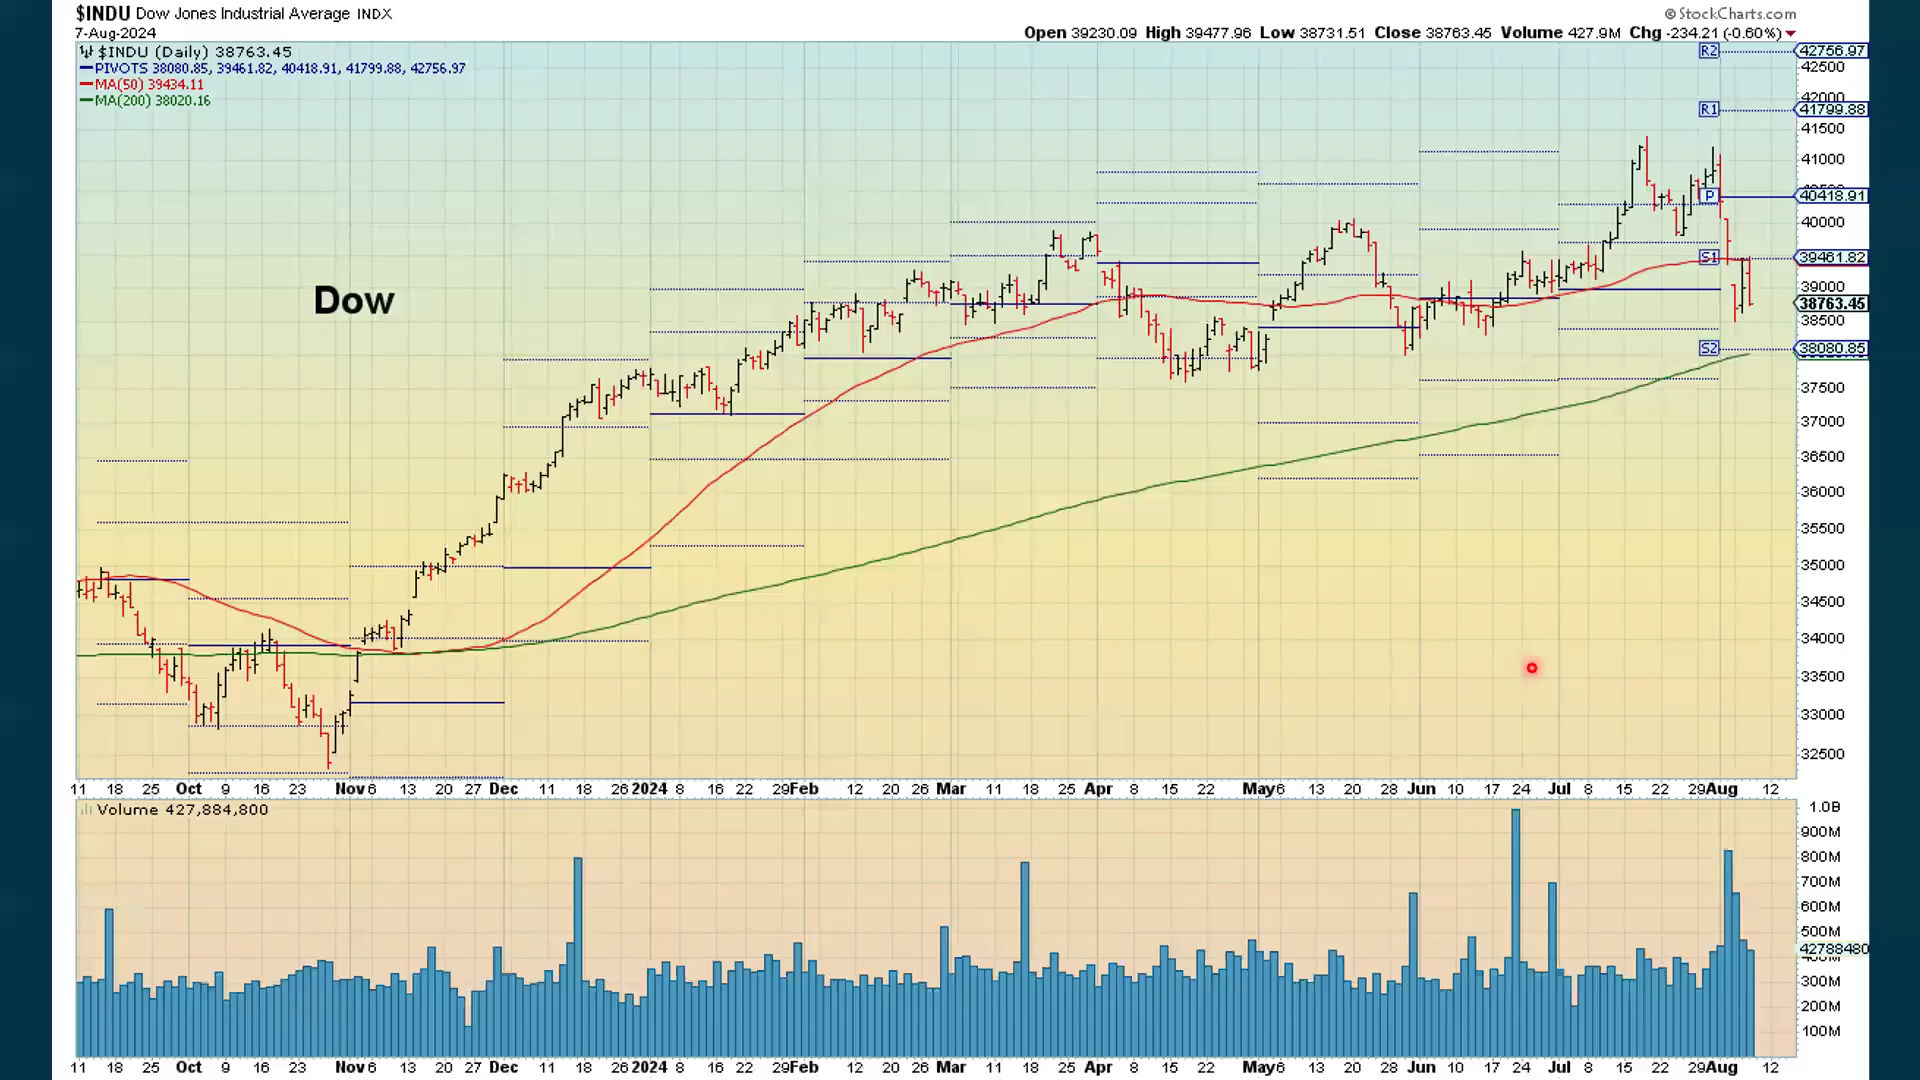 $INDU Dow Jones Industrial Average INDX
© StockCharts.com
7-Aug-2024
Open 39230.09 High 39477.96 Low 38731.51 Close 38763.45 Volume 427.9M Chg -234.21 (-0.60%)
$INDU (Daily) 38763.45
PIVOTS 38080.85, 39461.82, 40418.91, 41799.88, 42756.97
MA(50) 39434.11
MA(200) 38020.16
R2 42756.97
42500
42000
R1 41799.88
41500
41000
P 40418.91
40000
S1 39461.82
39000
38763.45
38500
S2 38080.85
37500
37000
36500
36000
35500
35000
34500
34000
33500
33000
32500
Dow
11 18 25 Oct 9 16 23 Nov 6 13 20 27 Dec 11 18 26 2024 8 16 22 29 Feb 12 20 26 Mar 11 18 25 Apr 8 15 22 May 6 13 20 28 Jun 10 17 24 Jul 8 15 22 29 Aug 12
Volume 427,884,800
1.0B
900M
800M
700M
600M
500M
42788480
400M
300M
200M
100M
11 18 25 Oct 9 16 23 Nov 6 13 20 27 Dec 11 18 26 2024 8 16 22 29 Feb 12 20 26 Mar 11 18 25 Apr 8 15 22 May 6 13 20 28 Jun 10 17 24 Jul 8 15 22 29 Aug 12